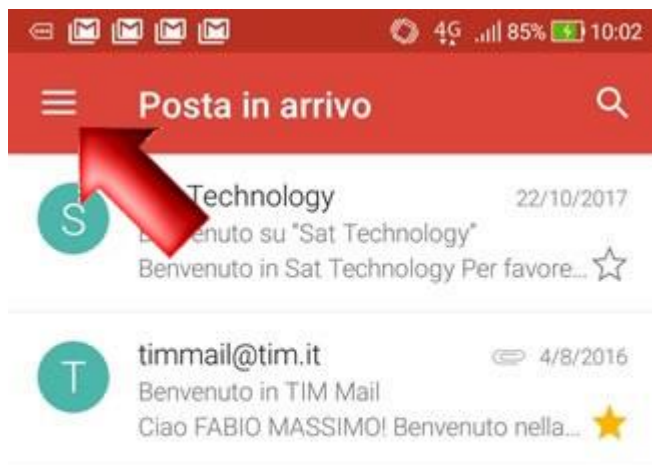 4G 85% 10:02
Posta in arrivo
S Technology 22/10/2017
su "Sat Technology"
Benvenuto in Sat Technology Per favore...
T timmail@tim.it 4/8/2016
Benvenuto in TIM Mail
Ciao FABIO MASSIMO! Benvenuto nella...